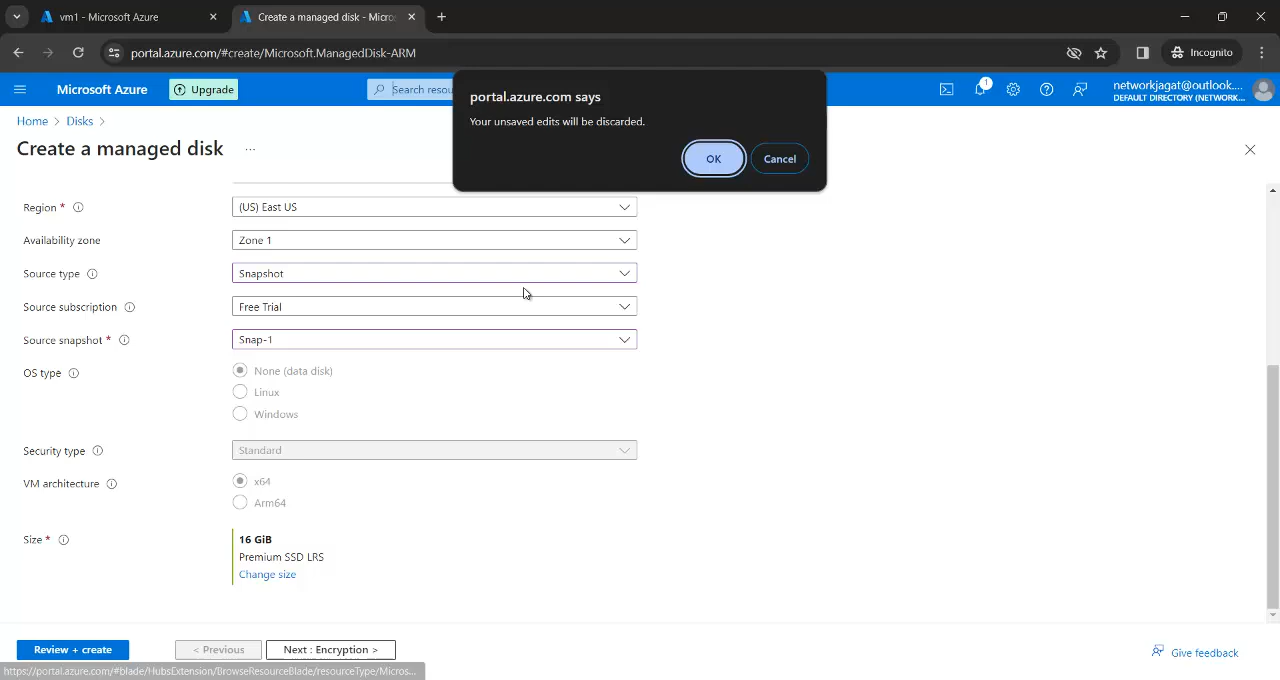 vm1 - Microsoft Azure
Create a managed disk - Micros
portal.azure.com/#create/Microsoft.ManagedDisk-ARM
Incognito
Microsoft Azure
Upgrade
Search resou
1
networkjagat@outlook....
DEFAULT DIRECTORY (NETWORK...
portal.azure.com says
Your unsaved edits will be discarded.
OK
Cancel
Home > Disks >
Create a managed disk ...
Region * (US) East US
Availability zone Zone 1
Source type Snapshot
Source subscription Free Trial
Source snapshot * Snap-1
OS type None (data disk)
Linux
Windows
Security type Standard
VM architecture x64
Arm64
Size * 16 GiB
Premium SSD LRS
Change size
Review + create
< Previous
Next : Encryption >
Give feedback
https://portal.azure.com/#blade/HubsExtension/BrowseResourceBlade/resourceType/Micros...